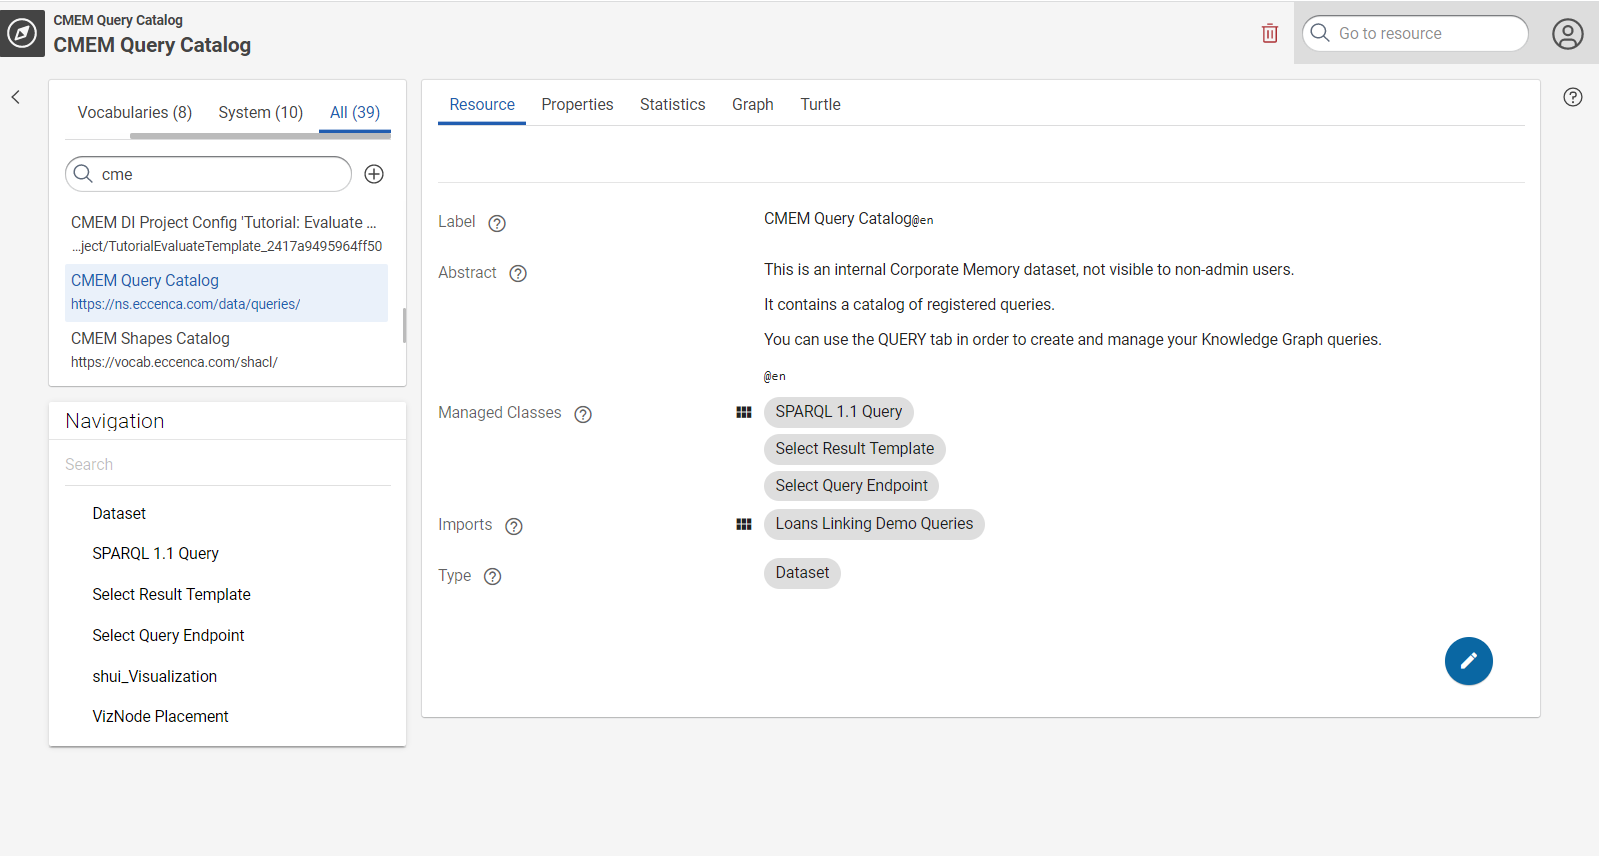 CMEM Query Catalog
CMEM Query Catalog
Go to resource
Vocabularies (8) System (10) All (39)
cme
CMEM DI Project Config 'Tutorial: Evaluate ...
...ject/TutorialEvaluateTemplate_2417a9495964ff50
CMEM Query Catalog
https://ns.eccenca.com/data/queries/
CMEM Shapes Catalog
https://vocab.eccenca.com/shacl/
Navigation
Search
Dataset
SPARQL 1.1 Query
Select Result Template
Select Query Endpoint
shui_Visualization
VizNode Placement
Resource Properties Statistics Graph Turtle
Label CMEM Query Catalog@en
Abstract This is an internal Corporate Memory dataset, not visible to non-admin users.
It contains a catalog of registered queries.
You can use the QUERY tab in order to create and manage your Knowledge Graph queries.
@en
Managed Classes SPARQL 1.1 Query
Select Result Template
Select Query Endpoint
Imports Loans Linking Demo Queries
Type Dataset